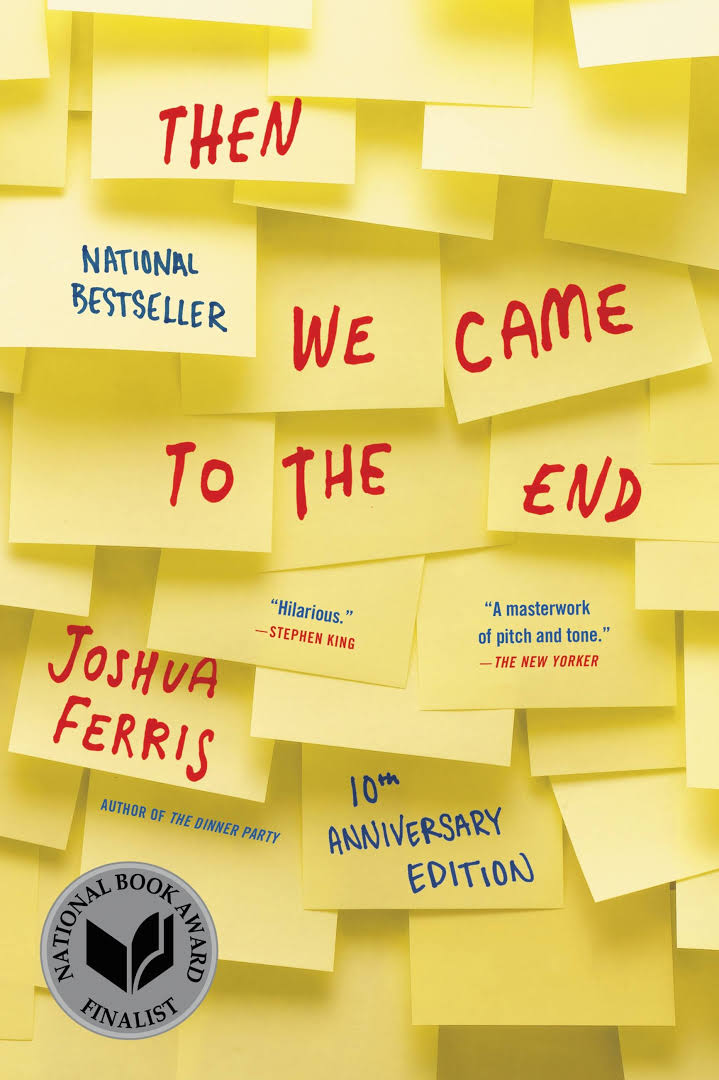 THEN
NATIONAL
BESTSELLER
WE CAME
TO THE END
"Hilarious."
—STEPHEN KING
"A masterwork
of pitch and tone."
—THE NEW YORKER
JOSHUA
FERRIS
AUTHOR OF THE DINNER PARTY
10th
ANNIVERSARY
EDITION
NATIONAL BOOK AWARD
FINALIST